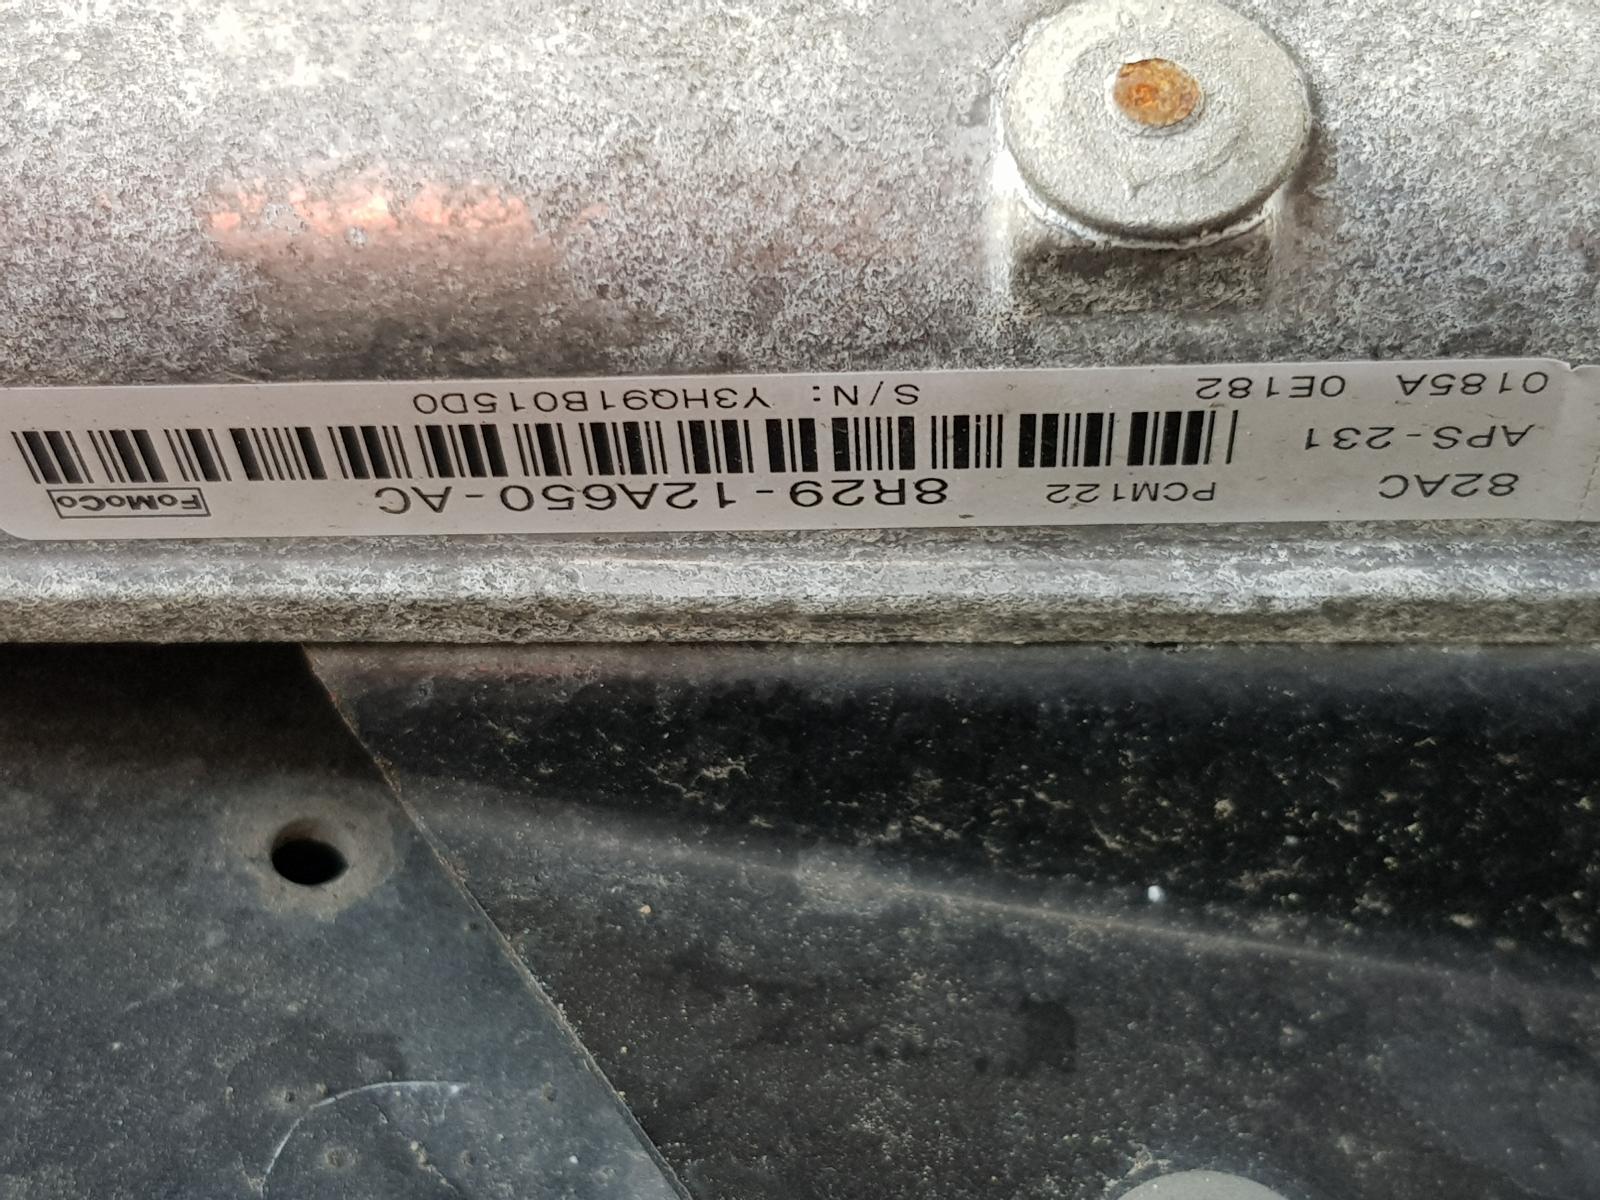 82AC PCM122 8R29-12A650-AC FoMoCo
APS-231
0185A 0E182 S/N: Y3HQ91B015D0